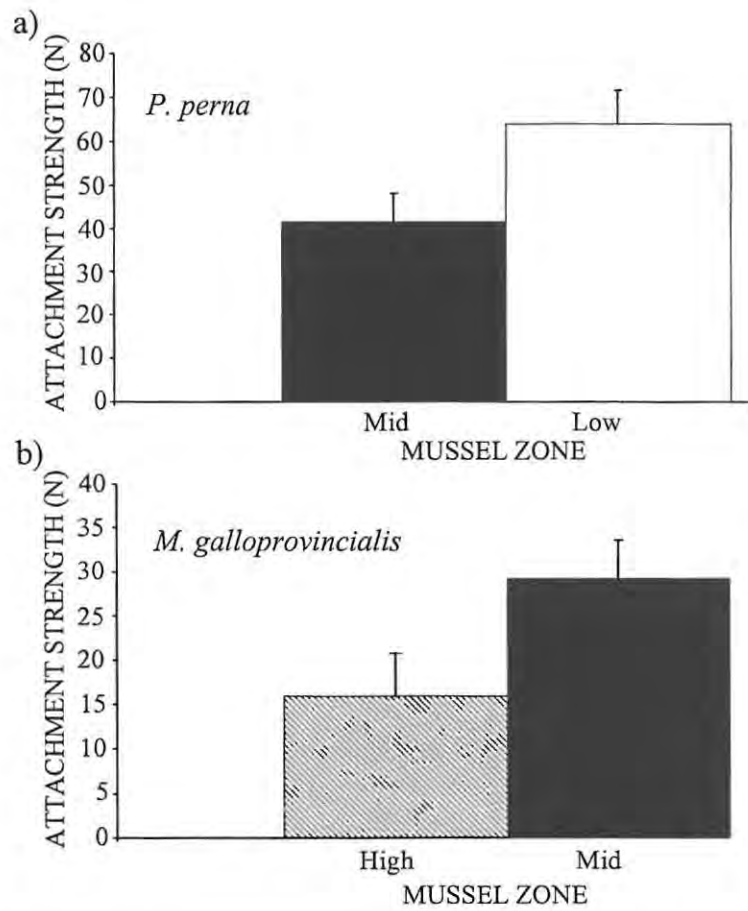 a)
ATTACHMENT STRENGTH (N)
80
70
60
50
40
30
20
10
0
P. perna
Mid Low
MUSSEL ZONE
b)
ATTACHMENT STRENGTH (N)
40
35
30
25
20
15
10
5
0
M. galloprovincialis
High Mid
MUSSEL ZONE